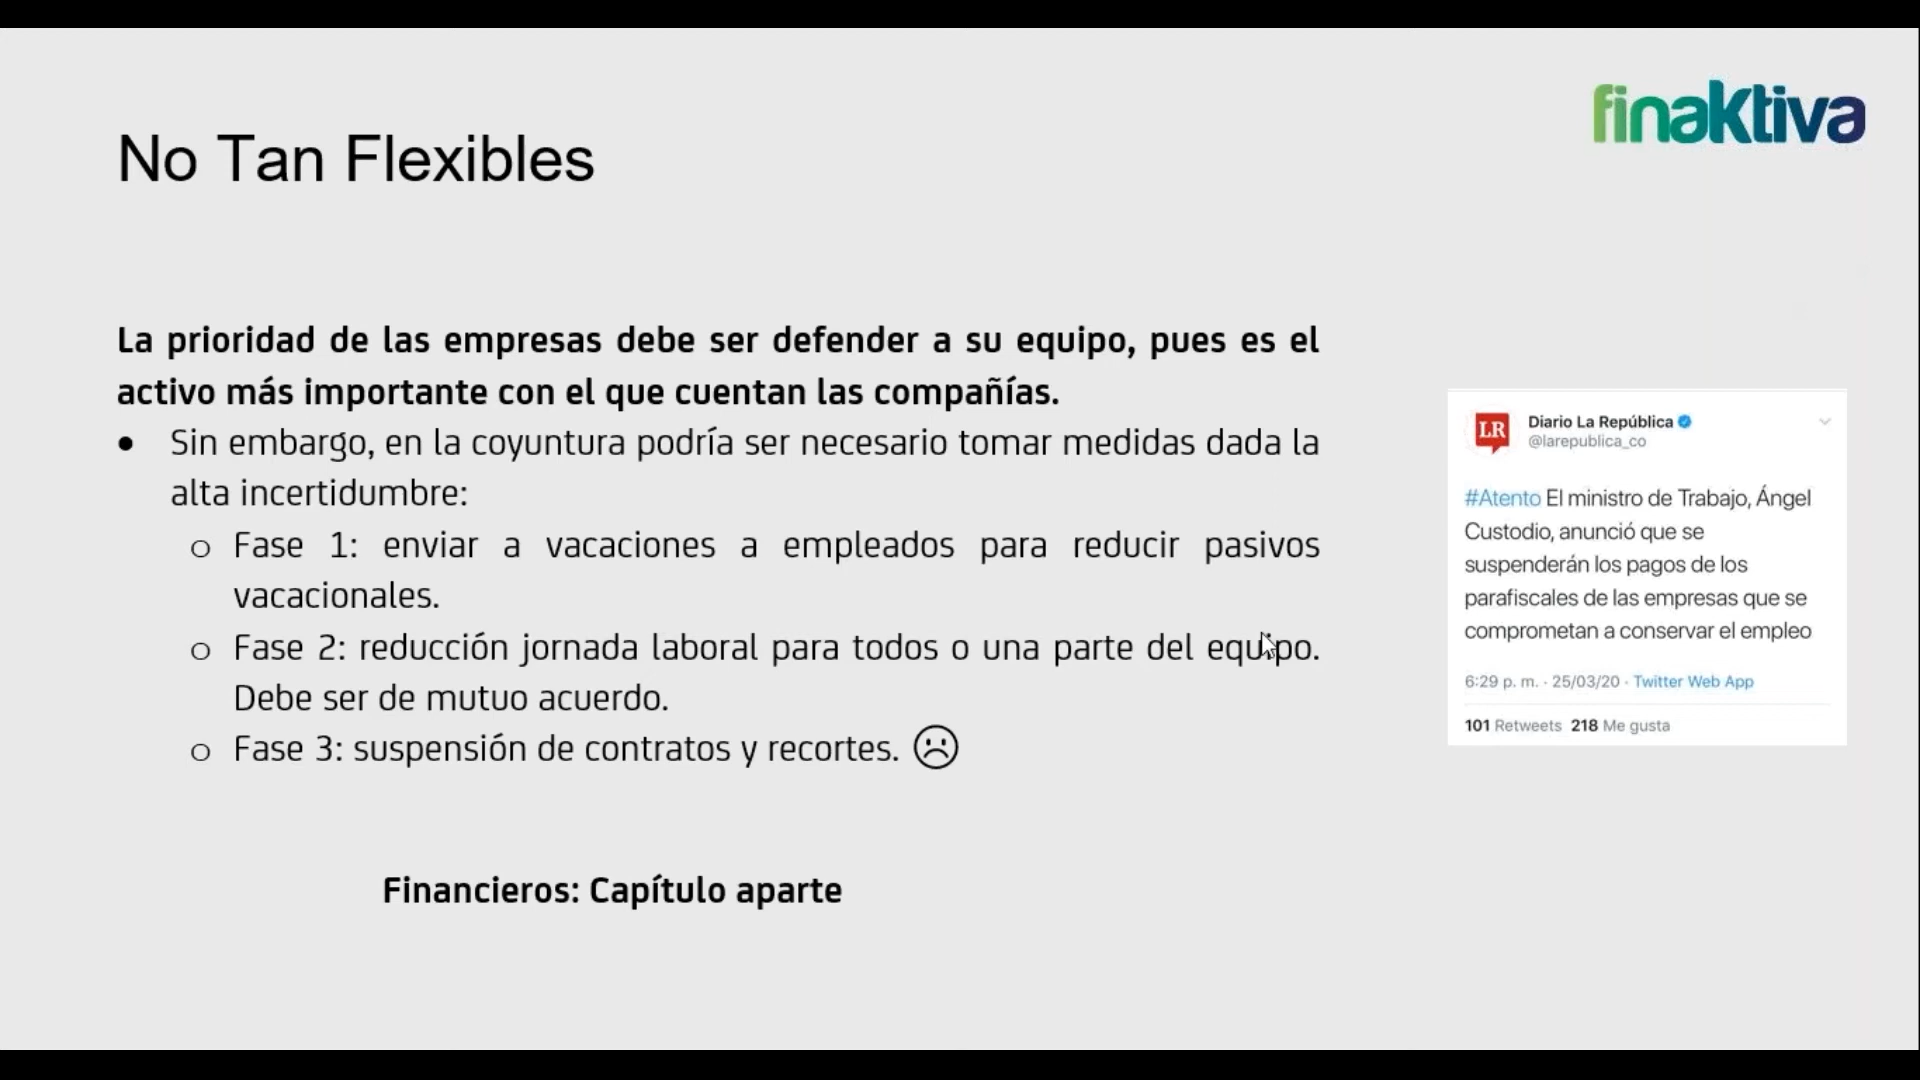 finaktiva
No Tan Flexibles
La prioridad de las empresas debe ser defender a su equipo, pues es el
activo más importante con el que cuentan las compañías.
• Sin embargo, en la coyuntura podría ser necesario tomar medidas dada la
alta incertidumbre:
o Fase 1: enviar a vacaciones a empleados para reducir pasivos
vacacionales.
o Fase 2: reducción jornada laboral para todos o una parte del equipo.
Debe ser de mutuo acuerdo.
o Fase 3: suspensión de contratos y recortes. ☹
Financieros: Capítulo aparte
LR
Diario La República
@larepublica_co
#Atento El ministro de Trabajo, Ángel
Custodio, anunció que se
suspenderán los pagos de los
parafiscales de las empresas que se
comprometan a conservar el empleo
6:29 p. m. · 25/03/20 · Twitter Web App
101 Retweets 218 Me gusta